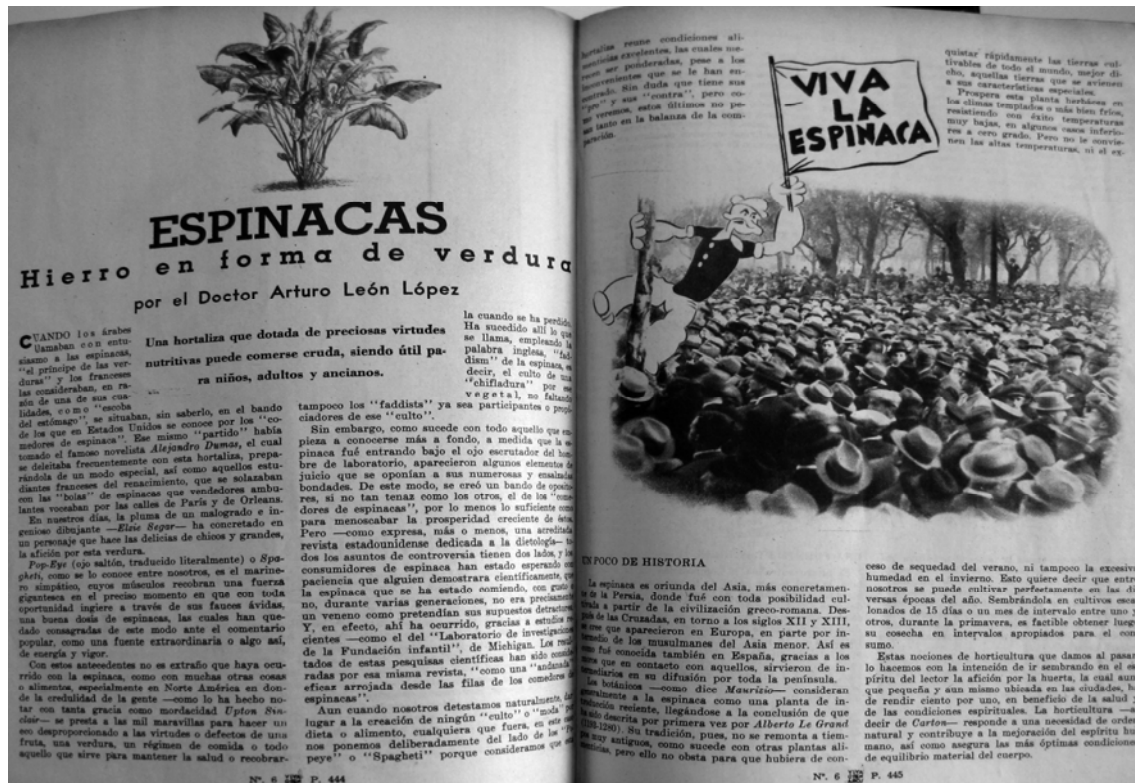 ESPINACAS
Hierro en forma de verdura
por el Doctor Arturo León López
CUANDO los árabes
llamaban con entu-
siasmo a las espinacas,
"el príncipe de las ver-
duras" y los franceses
las consideraban, en ra-
zón de una de sus cua-
lidades, como "escoba
del estómago", se situaban, sin saberlo, en el bando
de los que en Estados Unidos se conoce por los "co-
medores de espinaca". Ese mismo "partido" había
tomado el famoso novelista Alejandro Dumas, el cual
se deleitaba frecuentemente con esta hortaliza, prepa-
rándola de un modo especial, así como aquellos estu-
diantes franceses del renacimiento, que se solazaban
con las "bolas" de espinacas que vendedores ambu-
lantes voceaban por las calles de París y de Orleans.
En nuestros días, la pluma de un malogrado e in-
genioso dibujante —Elzie Segar— ha concretado en
un personaje que hace las delicias de chicos y grandes,
la afición por esta verdura.
Pop-Eye (ojo saltón, traducido literalmente) o Spa-
gheti, como se lo conoce entre nosotros, es el marine-
ro simpático, cuyos músculos recobran una fuerza
gigantesca en el preciso momento en que con toda
oportunidad ingiere a través de sus fauces ávidas,
una buena dosis de espinacas, las cuales han que-
dado consagradas de este modo ante el comentario
popular, como una fuente extraordinaria o algo así,
de energía y vigor.
Con estos antecedentes no es extraño que haya ocu-
rrido con la espinaca, como con muchas otras cosas
o alimentos, especialmente en Norte América en don-
de la credulidad de la gente —como lo ha hecho no-
tar con tanta gracia como mordacidad Upton Sin-
clair— se presta a las mil maravillas para hacer un
eco desproporcionado a las virtudes o defectos de una
fruta, una verdura, un régimen de comida o todo
aquello que sirve para mantener la salud o recobrar-
Una hortaliza que dotada de preciosas virtudes
nutritivas puede comerse cruda, siendo útil pa-
ra niños, adultos y ancianos.
la cuando se ha perdido.
Ha sucedido allí lo que
se llama, empleando la
palabra inglesa, "fad-
dism" de la espinaca, es
decir, el culto de una
"chifladura" por ese
vegetal, no faltando
tampoco los "faddista" ya sea participantes o propi-
ciadores de ese "culto".
Sin embargo, como sucede con todo aquello que em-
pieza a conocerse más a fondo, a medida que la es-
pinaca fué entrando bajo el ojo escrutador del hom-
bre de laboratorio, aparecieron algunos elementos de
juicio que se oponían a sus numerosas y ensalzadas
bondades. De este modo, se creó un bando de oposito-
res, si no tan tenaz como los otros, el de los "come-
dores de espinacas", por lo menos lo suficiente como
para menoscabar la prosperidad creciente de éstos.
Pero —como expresa, más o menos, una acreditada
revista estadounidense dedicada a la dietología— to-
dos los asuntos de controversia tienen dos lados, y los
consumidores de espinaca han estado esperando con
paciencia que alguien demostrara científicamente, que
la espinaca que se ha estado comiendo, con gusto o
no, durante varias generaciones, no era precisamente
un veneno como pretendían sus supuestos detractores.
Y, en efecto, ahí ha ocurrido, gracias a estudios re-
cientes —como el del "Laboratorio de investigaciones
de la Fundación infantil", de Michigan. Los resul-
tados de estas pesquisas científicas han sido conside-
radas por esa misma revista, "como una "andanada"
eficaz arrojada desde las filas de los comedores de
espinacas".
Aun cuando nosotros detestamos naturalmente, dar
lugar a la creación de ningún "culto" o "moda" por
dieta o alimento, cualquiera que fuera, en este caso
nos ponemos deliberadamente del lado de los "Po-
peye" o "Spagheti" porque consideramos que esta
Nº. 6 P. 444
hortaliza reune condiciones ali-
menticias excelentes, las cuales me-
recen ser ponderadas, pese a los
inconvenientes que se le han en-
contrado. Sin duda que tiene sus
"pro" y sus "contra", pero co-
mo veremos, estos últimos no pe-
san tanto en la balanza de la com-
paración.
VIVA
LA
ESPINACA
quistar rápidamente las tierras cul-
tivables de todo el mundo, mejor di-
cho, aquellas tierras que se avienen
a sus características especiales.
Prospera esta planta herbácea en
los climas templados o más bien fríos,
resistiendo con éxito temperaturas
muy bajas, en algunos casos inferio-
res a cero grado. Pero no le convie-
nen las altas temperaturas, ni el ex-
UN POCO DE HISTORIA
La espinaca es oriunda del Asia, más concretamen-
te de la Persia, donde fué con toda posibilidad cul-
tivada a partir de la civilización greco-romana. Des-
pués de las Cruzadas, en torno a los siglos XII y XIII,
se cree que aparecieron en Europa, en parte por in-
termedio de los musulmanes del Asia menor. Así es
como fué conocida también en España, gracias a los
moros que en contacto con aquellos, sirvieron de in-
termediarios en su difusión por toda la península.
Los botánicos —como dice Maurizio— consideran
generalmente a la espinaca como una planta de in-
troducción reciente, llegándose a la conclusión de que
ha sido descrita por primera vez por Alberto Le Grand
Su tradición, pues, no se remonta a tiem-
pos muy antiguos, como sucede con otras plantas ali-
menticias, pero ello no obsta para que hubiera de con-
ceso de sequedad del verano, ni tampoco la excesiva
humedad en el invierno. Esto quiere decir que entre
nosotros se puede cultivar perfectamente en las di-
versas época del año. Sembrándola en cultivos esca-
lonados de 15 días o un mes de intervalo entre uno y
otros, durante la primavera, es factible obtener luego
su cosecha en intervalos apropiados para el con-
sumo.
Estas nociones de horticultura que damos al pasar,
lo hacemos con la intención de ir sembrando en el es-
píritu del lector la afición por la huerta, la cual aun-
que pequeña y aun mismo ubicada en las ciudades, ha
de rendir ciento por uno, en beneficio de la salud y
de las condiciones espirituales. La horticultura —al
decir de Carton— responde a una necesidad de orden
natural y contribuye a la mejoración del espíritu hu-
mano, así como asegura las más óptimas condiciones
de equilibrio material del cuerpo.
Nº. 6 P. 445